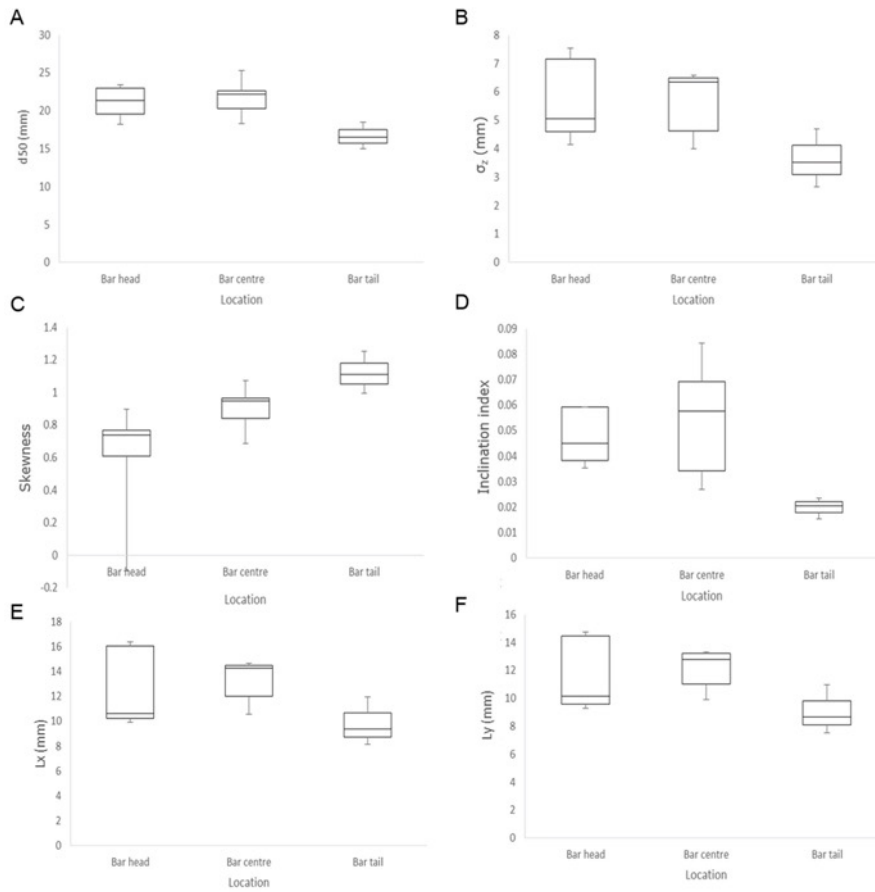 A
30
25
20
15
10
5
0
d50 (mm)
Bar head Bar centre Bar tail
Location
B
8
7
6
5
4
3
2
1
0
σz (mm)
Bar head Bar centre Bar tail
Location
C
1.4
1.2
1
0.8
0.6
0.4
0.2
0
-0.2
Skewness
Bar head Bar centre Bar tail
Location
D
0.09
0.08
0.07
0.06
0.05
0.04
0.03
0.02
0.01
0
Inclination index
Bar head Bar centre Bar tail
Location
E
18
16
14
12
10
8
6
4
2
0
Lx (mm)
Bar head Bar centre Bar tail
Location
F
16
14
12
10
8
6
4
2
0
Ly (mm)
Bar head Bar centre Bar tail
Location